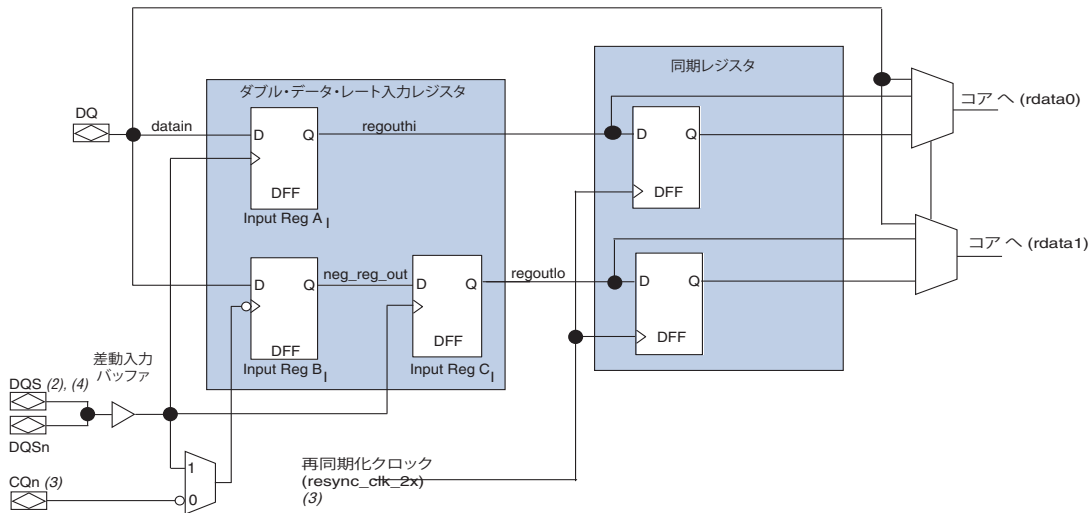 同期レジスタ
ダブル・データ・レート入力レジスタ
コア へ (rdata0)
DQ
datain
D
Q
regouthi
D
Q
DFF
DFF
Input Reg A I
コア へ (rdata1)
neg_reg_out
regoutlo
D
Q
D
Q
D
Q
DFF
DFF
DFF
Input Reg B I
Input Reg C I
差動入力
バッファ
DQS (2), (4)
DQSn
1
0
CQn (3)
再同期化クロック
(resync_clk_2x)
(3)